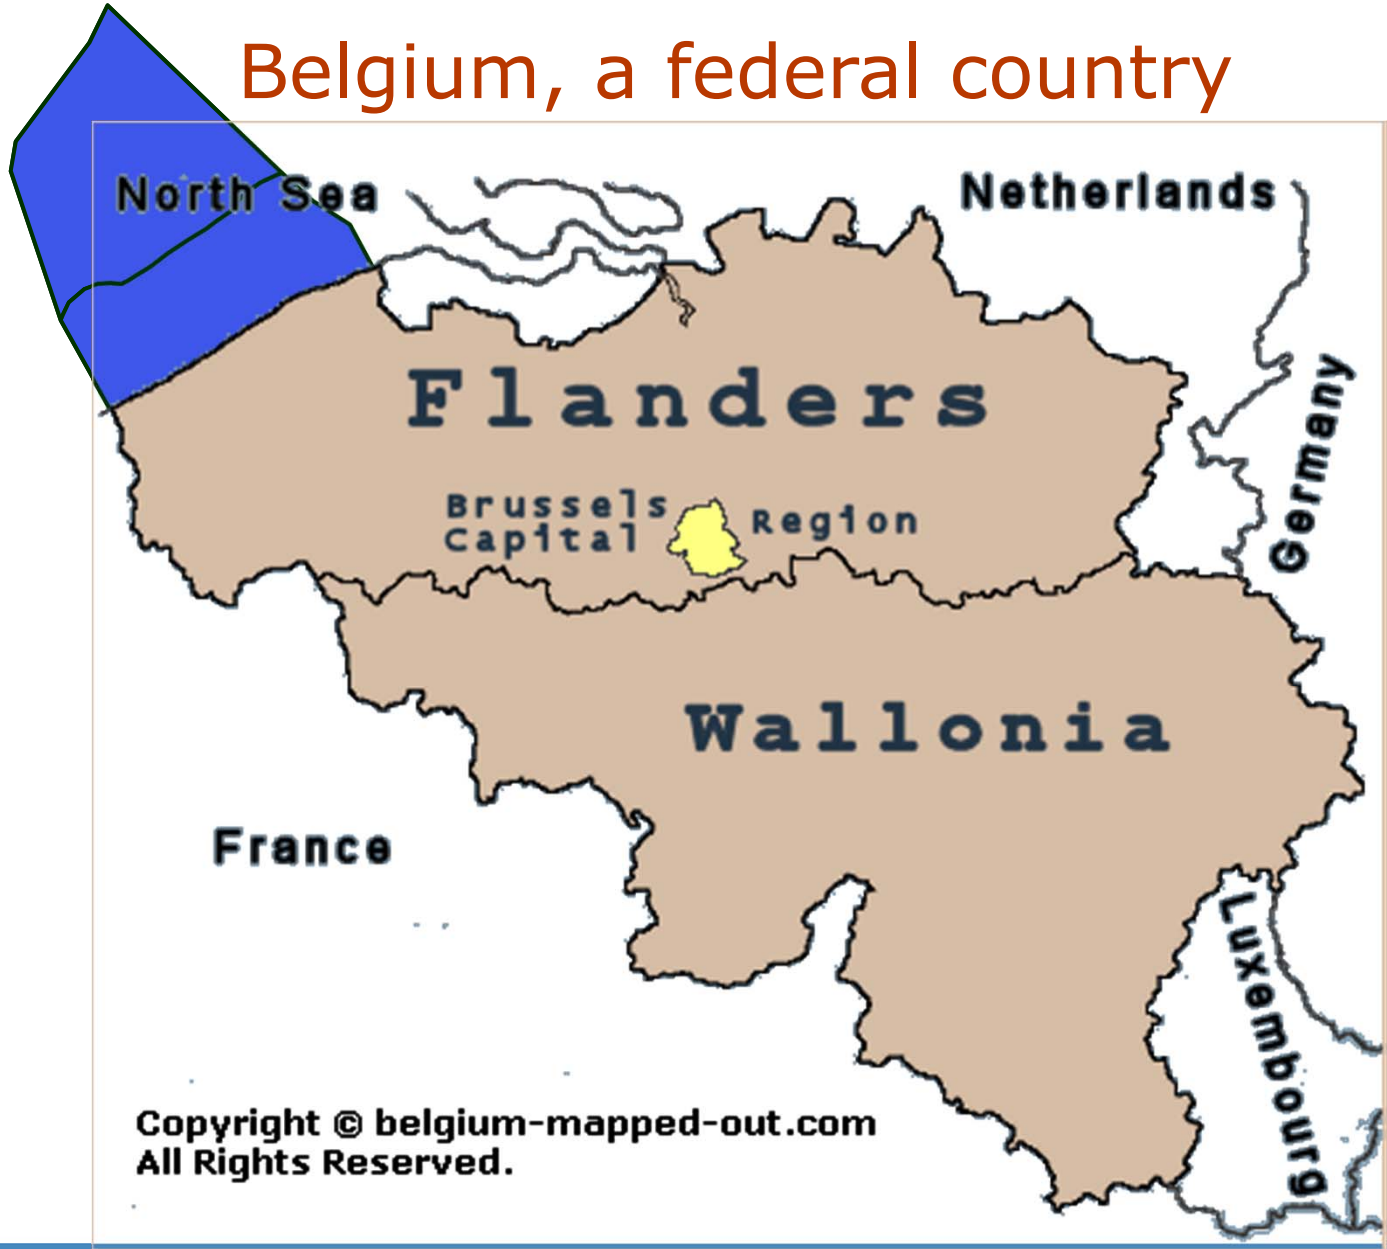 Belgium, a federal country
North Sea
Netherlands
Germany
Flanders
Brussels
Capital
Region
Wallonia
France
Luxembourg
Copyright © belgium-mapped-out.com
All Rights Reserved.